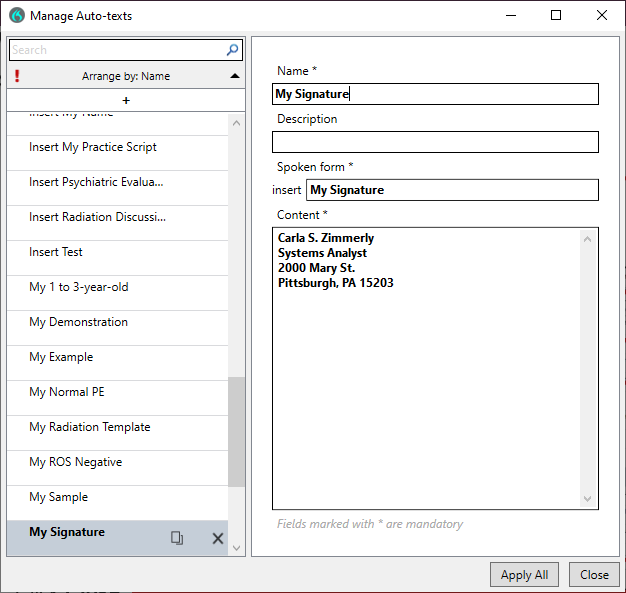 Manage Auto-texts
Search
Arrange by: Name
+
Insert My Name
Insert My Practice Script
Insert Psychiatric Evalua...
Insert Radiation Discussi...
Insert Test
My 1 to 3-year-old
My Demonstration
My Example
My Normal PE
My Radiation Template
My ROS Negative
My Sample
My Signature
Name *
My Signature
Description
Spoken form *
insert My Signature
Content *
Carla S. Zimmerly
Systems Analyst
2000 Mary St.
Pittsburgh, PA 15203
Fields marked with * are mandatory
Apply All
Close